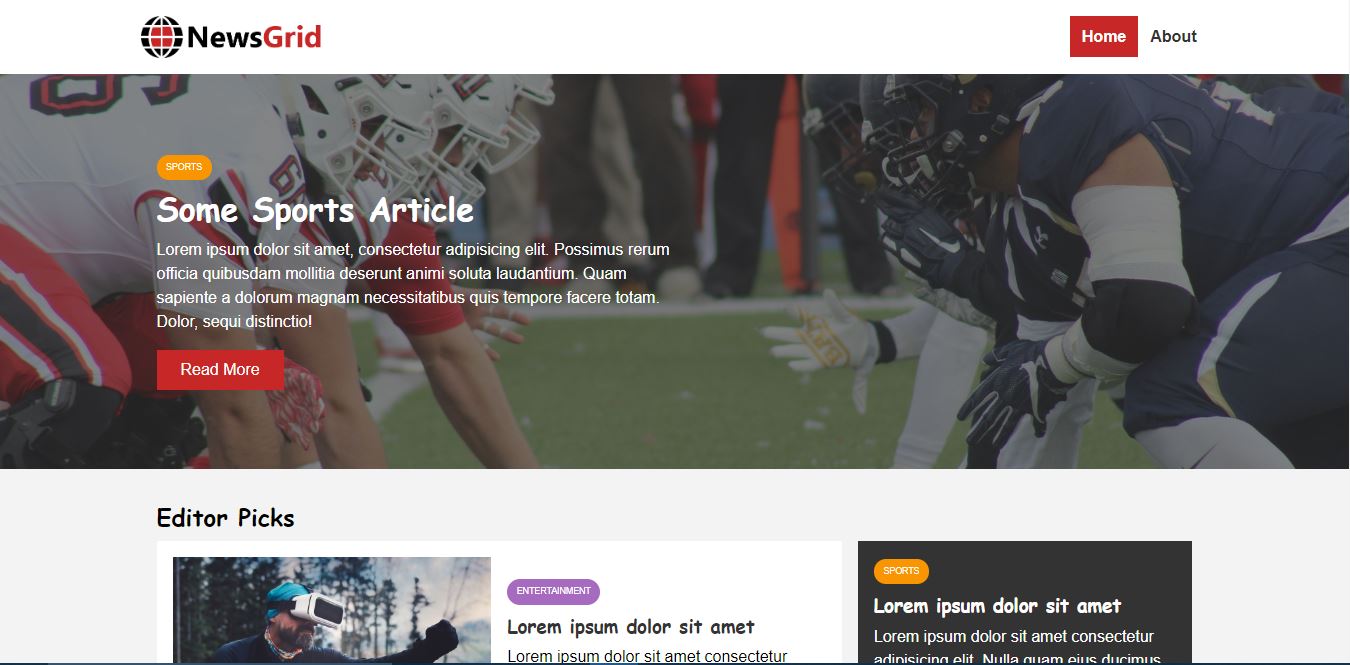 NewsGrid
Home About
SPORTS
Some Sports Article
Lorem ipsum dolor sit amet, consectetur adipisicing elit. Possimus rerum
officia quibusdam mollitia deserunt animi soluta laudantium. Quam
sapiente a dolorum magnam necessitatibus quis tempore facere totam.
Dolor, sequi distinctio!
Read More
Editor Picks
ENTERTAINMENT
Lorem ipsum dolor sit amet
Lorem ipsum dolor sit amet consectetur
SPORTS
Lorem ipsum dolor sit amet
Lorem ipsum dolor sit amet consectetur
adipisicing elit. Nulla quam eius ducimus